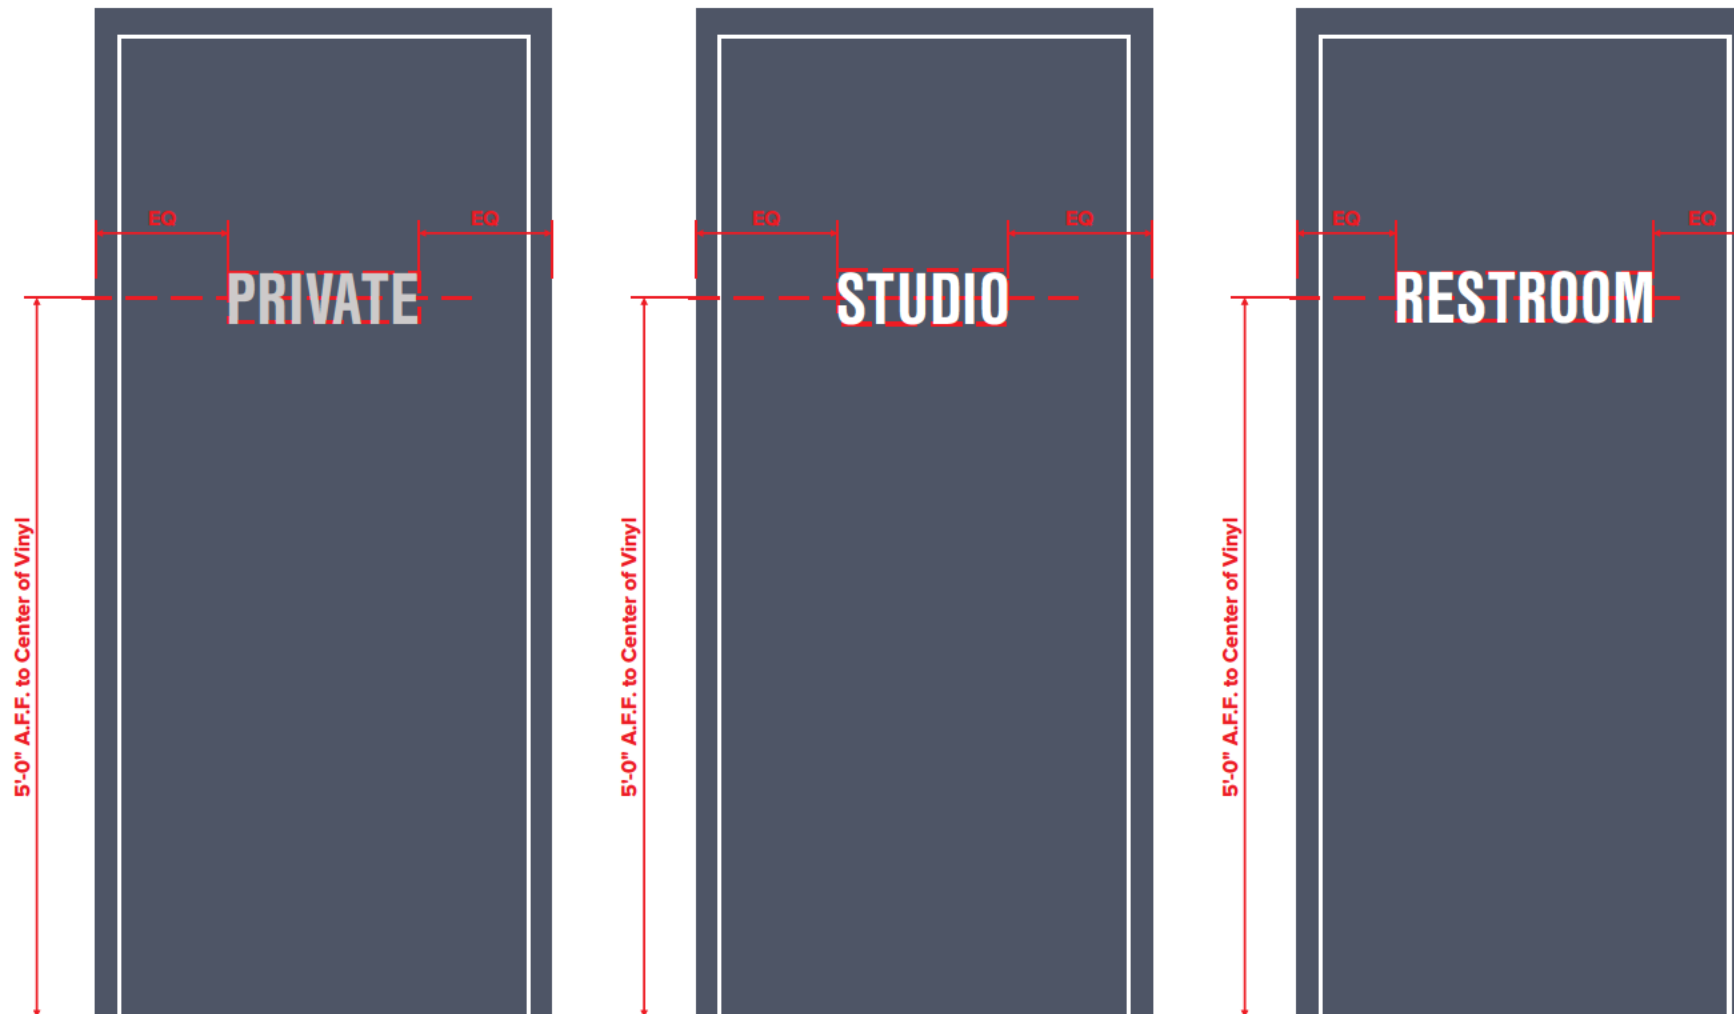 EQ EQ
PRIVATE
5'-0" A.F.F. to Center of Vinyl
EQ EQ
STUDIO
5'-0" A.F.F. to Center of Vinyl
EQ EQ
RESTROOM
5'-0" A.F.F. to Center of Vinyl